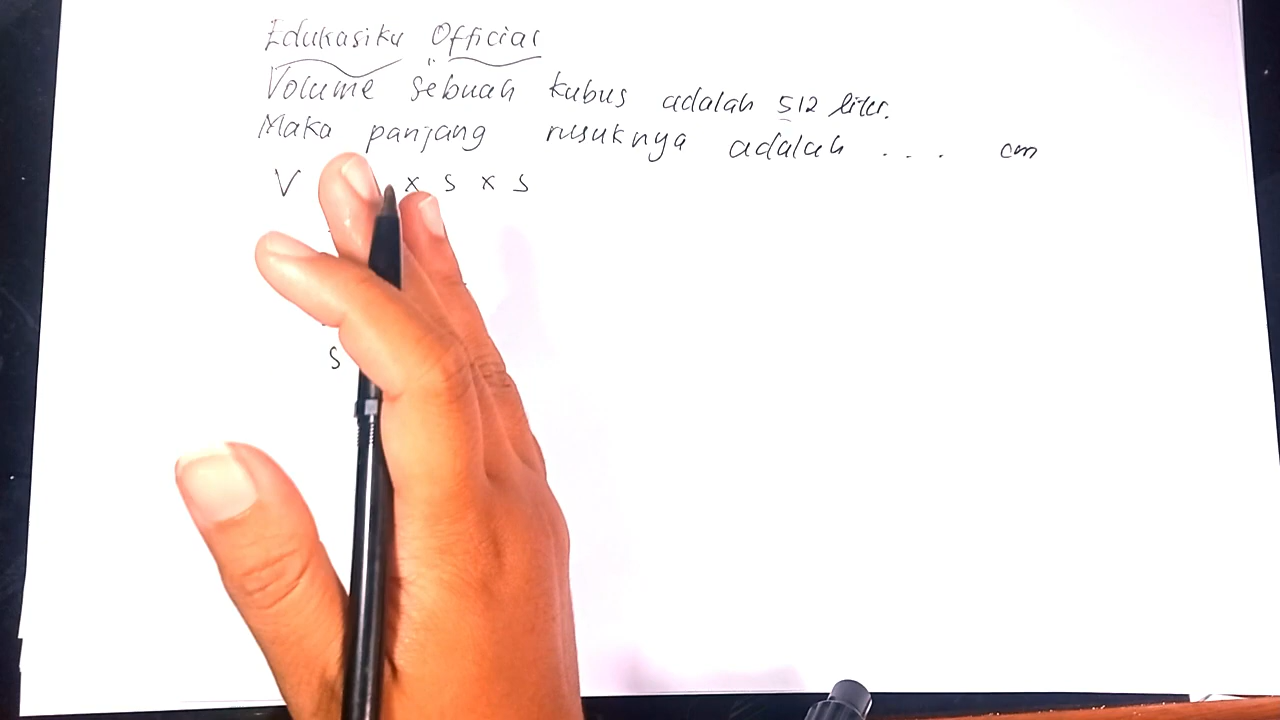 Edukasiku Official
Volume sebuah kubus adalah 512 liter.
Maka panjang rusuknya adalah ... cm
V x s x s
s